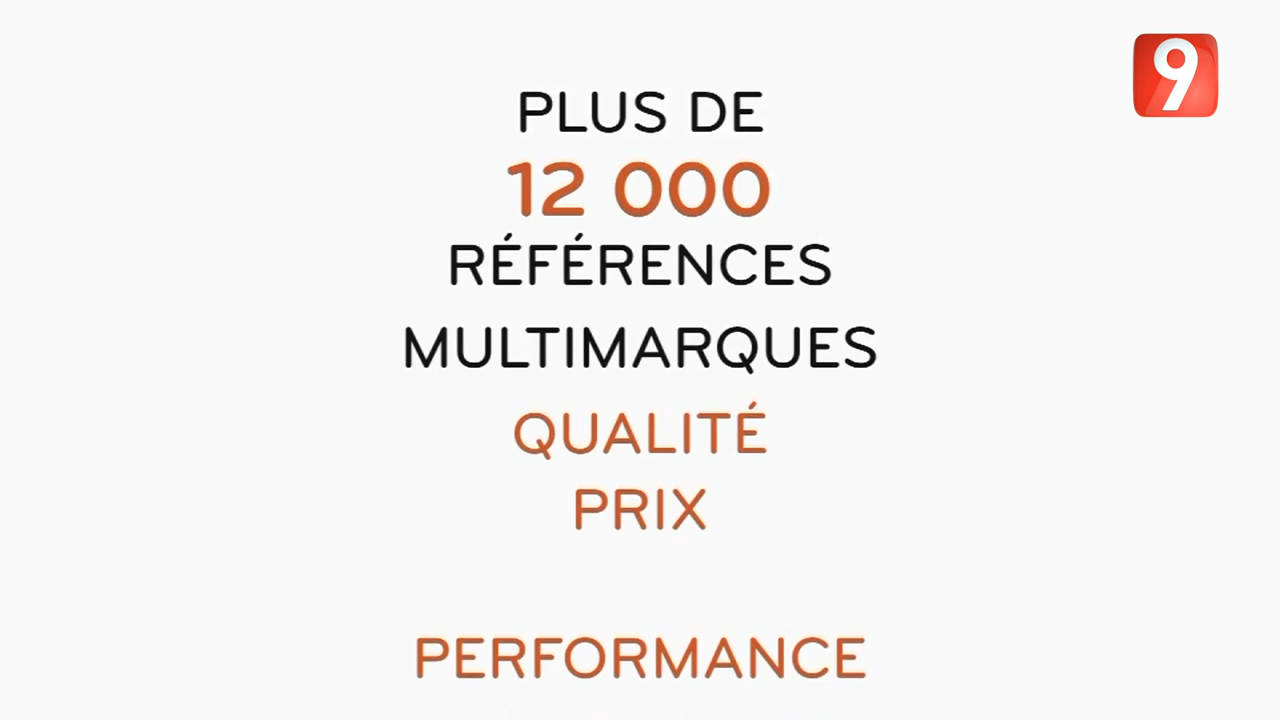 9
PLUS DE
12 000
RÉFÉRENCES
MULTIMARQUES
QUALITÉ
PRIX
PERFORMANCE